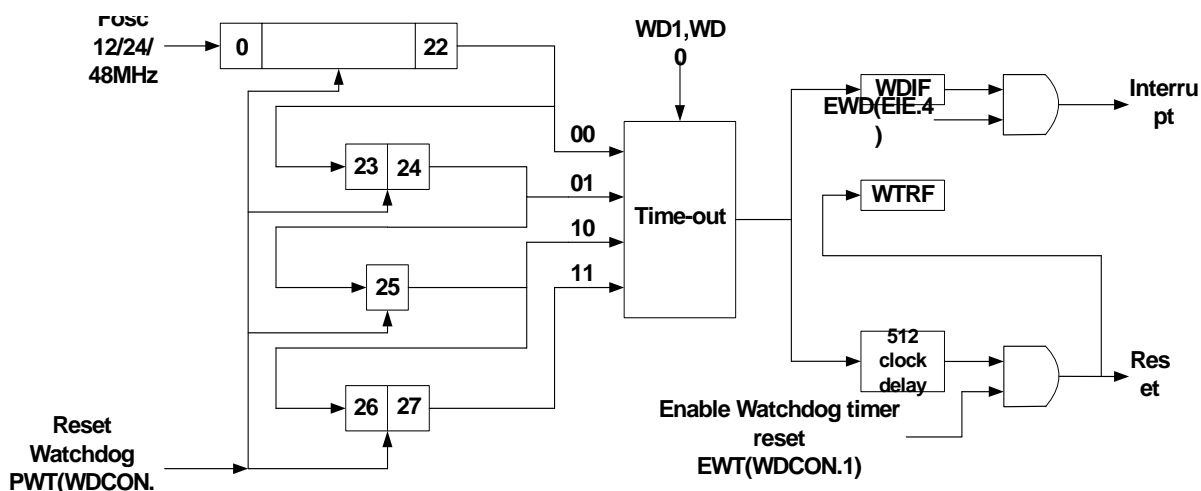 Fosc
12/24/
48MHz
0
22
WD1,WD
0
WDIF
EWD(EIE.4
)
Interru
pt
00
23
24
01
WTRF
Time-out
10
11
25
512
clock
delay
Res
et
26
27
Enable Watchdog timer
reset
EWT(WDCON.1)
Reset
Watchdog
PWT(WDCON.